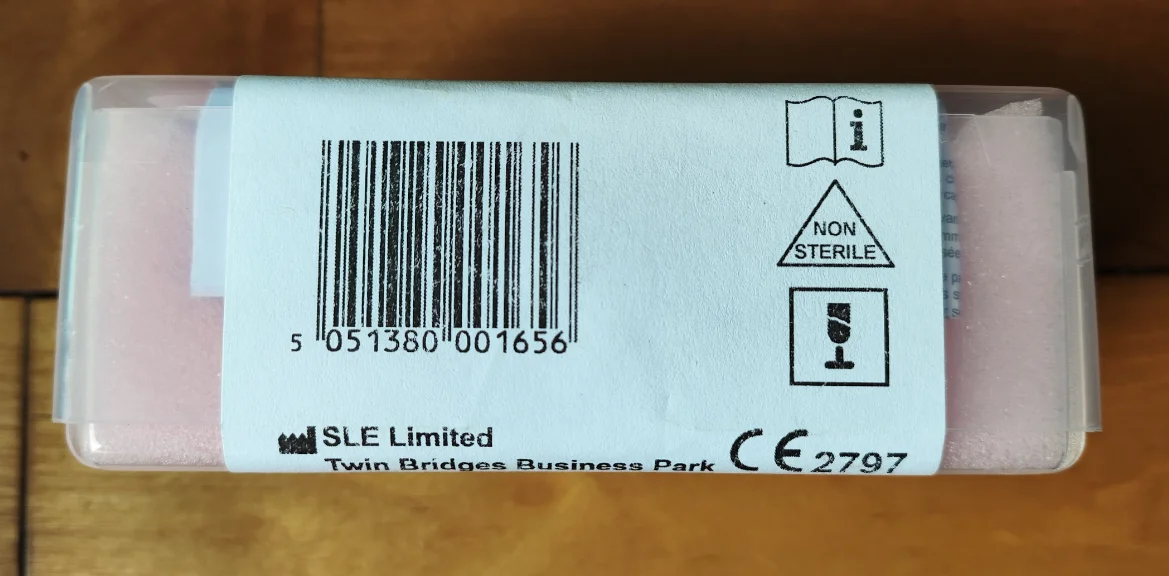 i
NON
STERILE
5 051380 001656
SLE Limited
Twin Bridges Business Park
CE 2797